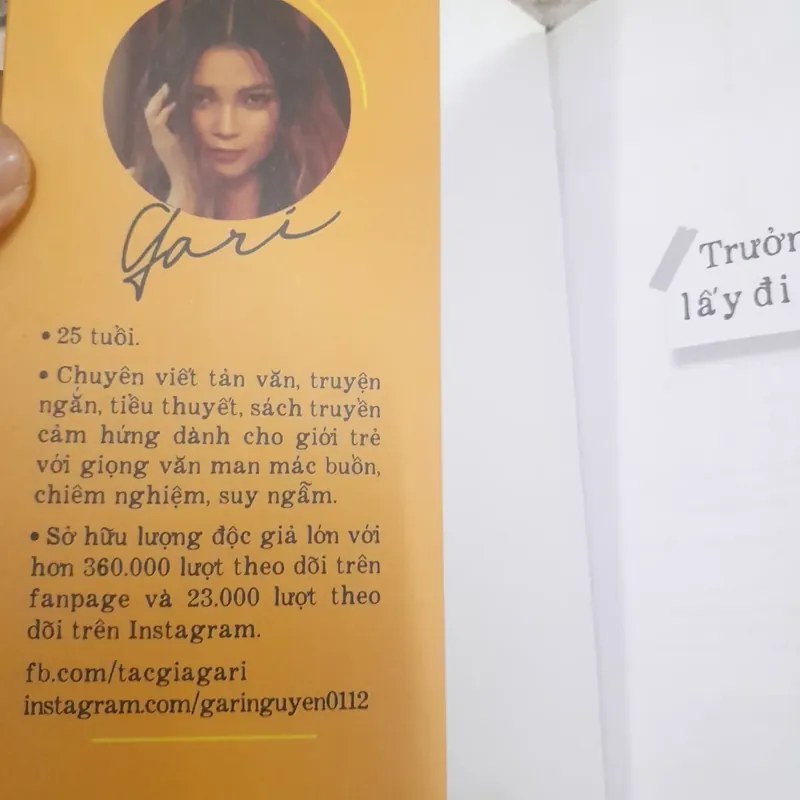 Gari
• 25 tuổi.
• Chuyên viết tản văn, truyện
ngắn, tiểu thuyết, sách truyền
cảm hứng dành cho giới trẻ
với giọng văn man mác buồn,
chiêm nghiệm, suy ngẫm.
• Sở hữu lượng độc giả lớn với
hơn 360.000 lượt theo dõi trên
fanpage và 23.000 lượt theo
dõi trên Instagram.
fb.com/tacgiagari
instagram.com/garinguyen0112
Trưởn
lấy đi